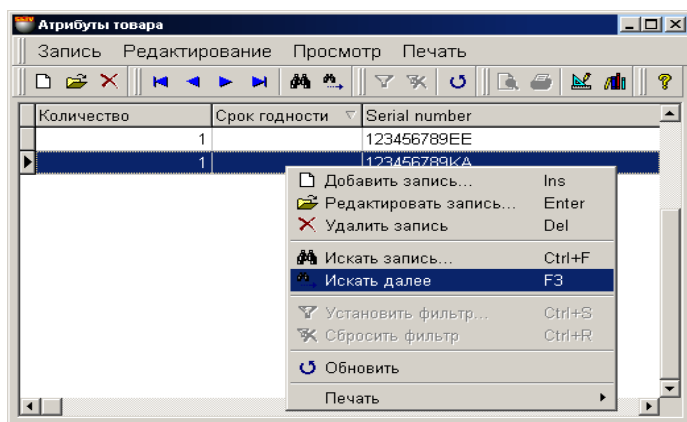 Атрибуты товара
Запись Редактирование Просмотр Печать
Количество Срок годности Serial number
1 123456789EE
1 123456789KA
Добавить запись... Ins
Редактировать запись... Enter
Удалить запись Del
Искать запись... Ctrl+F
Искать далее F3
Установить фильтр... Ctrl+S
Сбросить фильтр Ctrl+R
Обновить
Печать